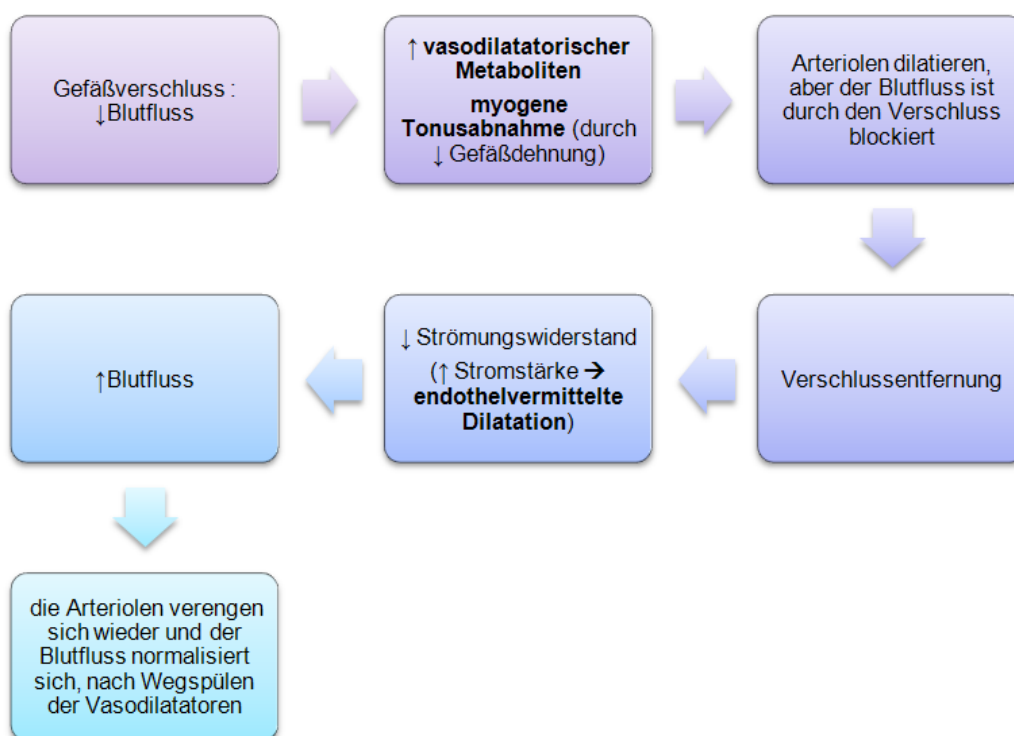 Gefäßverschluss :
↓Blutfluss
↑ vasodilatatorischer
Metaboliten
myogene
Tonusabnahme (durch
↓ Gefäßdehnung)
Arteriolen dilatieren,
aber der Blutfluss ist
durch den Verschluss
blockiert
Verschlussentfernung
↓ Strömungswiderstand
(↑ Stromstärke →
endothelvermittelte
Dilatation)
↑Blutfluss
die Arteriolen verengen
sich wieder und der
Blutfluss normalisiert
sich, nach Wegspülen
der Vasodilatatoren